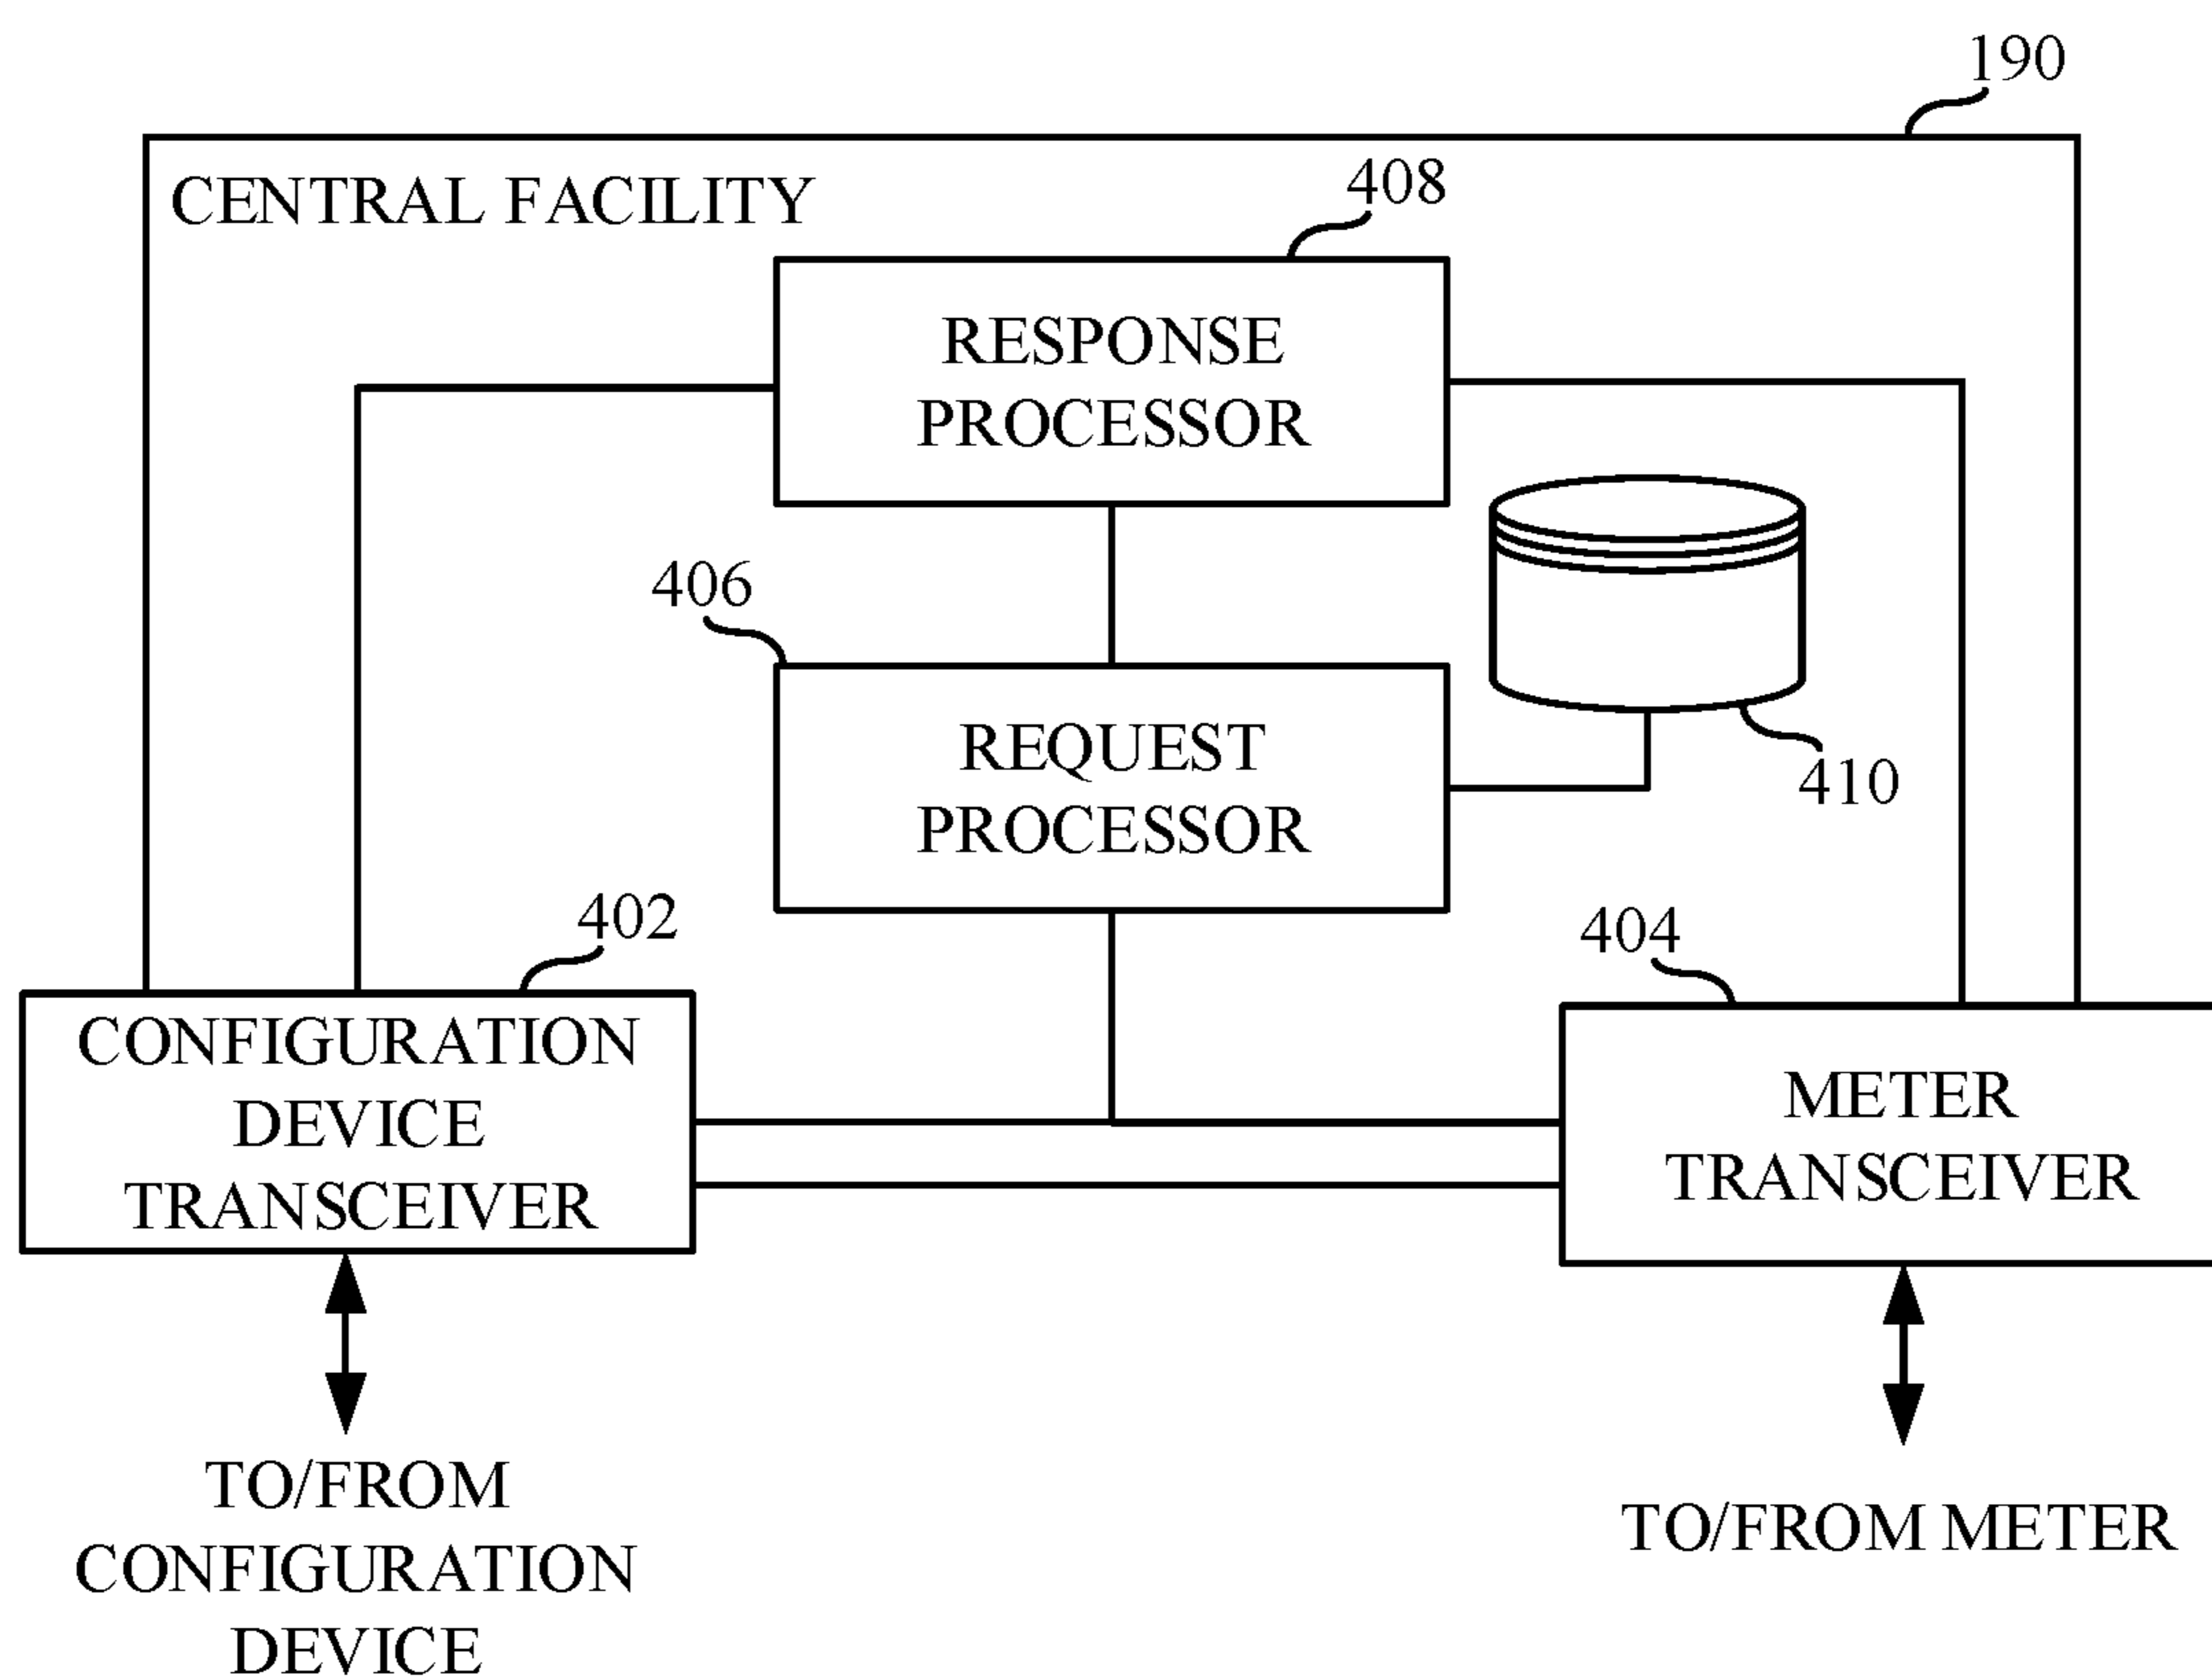 190
CENTRAL FACILITY
408
RESPONSE
PROCESSOR
406
REQUEST
PROCESSOR
410
402
404
CONFIGURATION
DEVICE
TRANSCEIVER
METER
TRANSCEIVER
TO/FROM
CONFIGURATION
DEVICE
TO/FROM METER